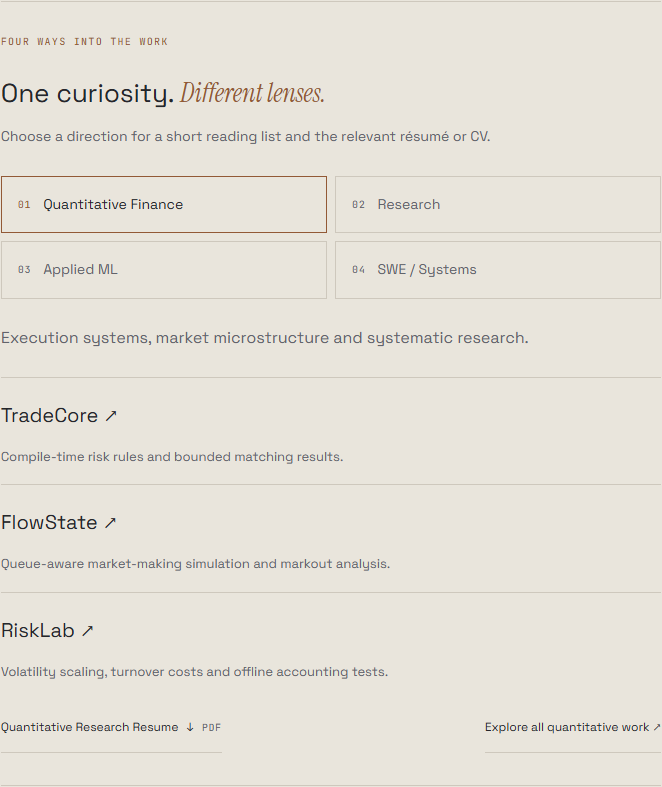 FOUR WAYS INTO THE WORK
One curiosity. Different lenses.
Choose a direction for a short reading list and the relevant résumé or CV.
01 Quantitative Finance
02 Research
03 Applied ML
04 SWE / Systems
Execution systems, market microstructure and systematic research.
TradeCore ↗
Compile-time risk rules and bounded matching results.
FlowState ↗
Queue-aware market-making simulation and markout analysis.
RiskLab ↗
Volatility scaling, turnover costs and offline accounting tests.
Quantitative Research Resume ↓ PDF
Explore all quantitative work ↗